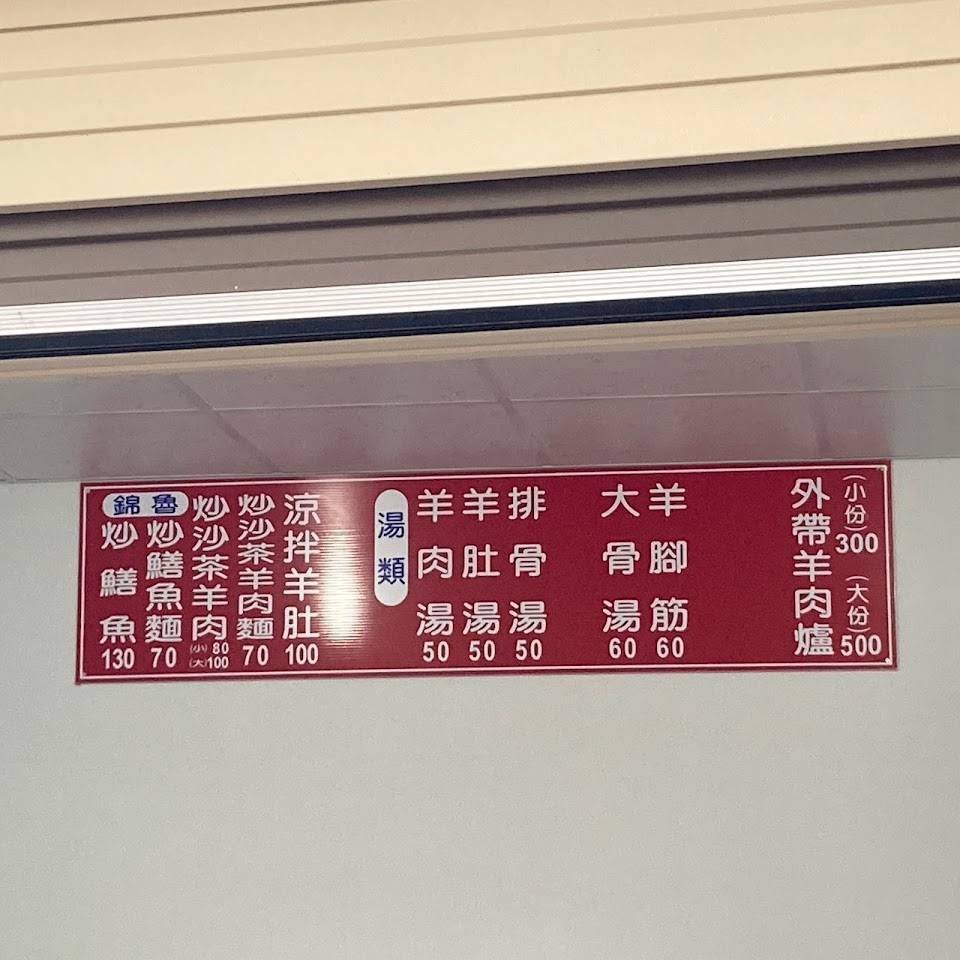 錦魯
炒鱔魚
130
炒鱔魚麵
70
炒沙茶羊肉
(小) 80
(大)100
炒沙茶羊肉麵
70
涼拌羊肚
100
湯類
羊肉湯
50
羊肚湯
50
排骨湯
50
大骨湯
60
羊腳筋
60
外帶羊肉爐
(小份)300
(大份)500